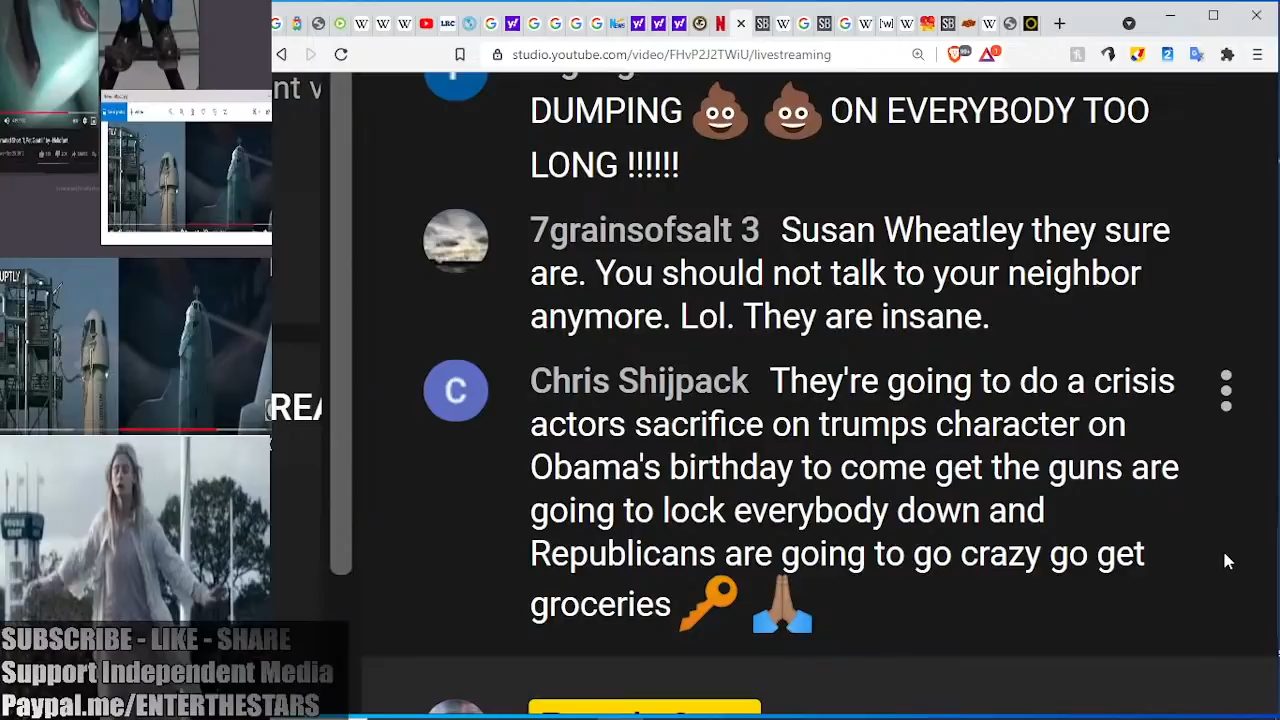 studio.youtube.com/video/FHvP2J2TWiU/livestreaming
DUMPING 💩 💩 ON EVERYBODY TOO
LONG !!!!!!
7grainsofsalt 3 Susan Wheatley they sure
are. You should not talk to your neighbor
anymore. Lol. They are insane.
Chris Shijpack They're going to do a crisis
actors sacrifice on trumps character on
Obama's birthday to come get the guns are
going to lock everybody down and
Republicans are going to go crazy go get
groceries 🔑 🙏🏽
C
REA
UPTLY
SUBSCRIBE - LIKE - SHARE
Support Independent Media
Paypal.me/ENTERTHESTARS